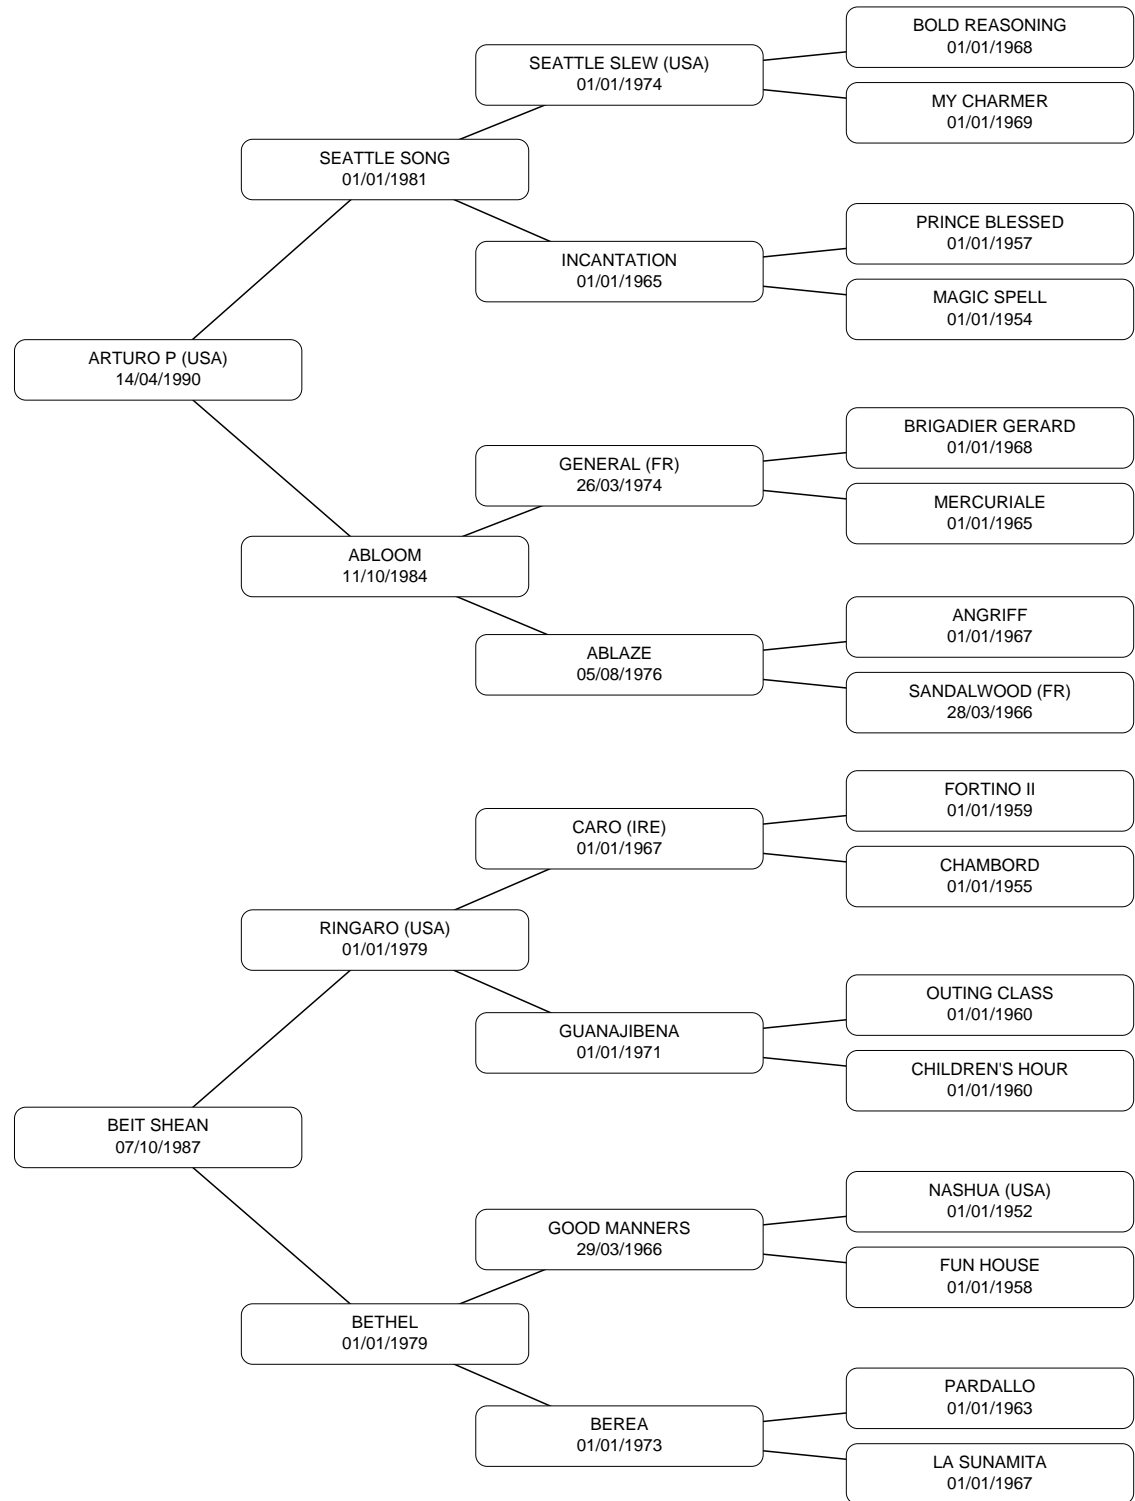 BOLD REASONING
01/01/1968
SEATTLE SLEW (USA)
01/01/1974
MY CHARMER
01/01/1969
SEATTLE SONG
01/01/1981
PRINCE BLESSED
01/01/1957
INCANTATION
01/01/1965
MAGIC SPELL
01/01/1954
ARTURO P (USA)
14/04/1990
BRIGADIER GERARD
01/01/1968
GENERAL (FR)
26/03/1974
MERCURIALE
01/01/1965
ABLOOM
11/10/1984
ANGRIFF
01/01/1967
ABLAZE
05/08/1976
SANDALWOOD (FR)
28/03/1966
FORTINO II
01/01/1959
CARO (IRE)
01/01/1967
CHAMBORD
01/01/1955
RINGARO (USA)
01/01/1979
OUTING CLASS
01/01/1960
GUANAJIBENA
01/01/1971
CHILDREN'S HOUR
01/01/1960
BEIT SHEAN
07/10/1987
NASHUA (USA)
01/01/1952
GOOD MANNERS
29/03/1966
FUN HOUSE
01/01/1958
BETHEL
01/01/1979
PARDALLO
01/01/1963
BEREA
01/01/1973
LA SUNAMITA
01/01/1967